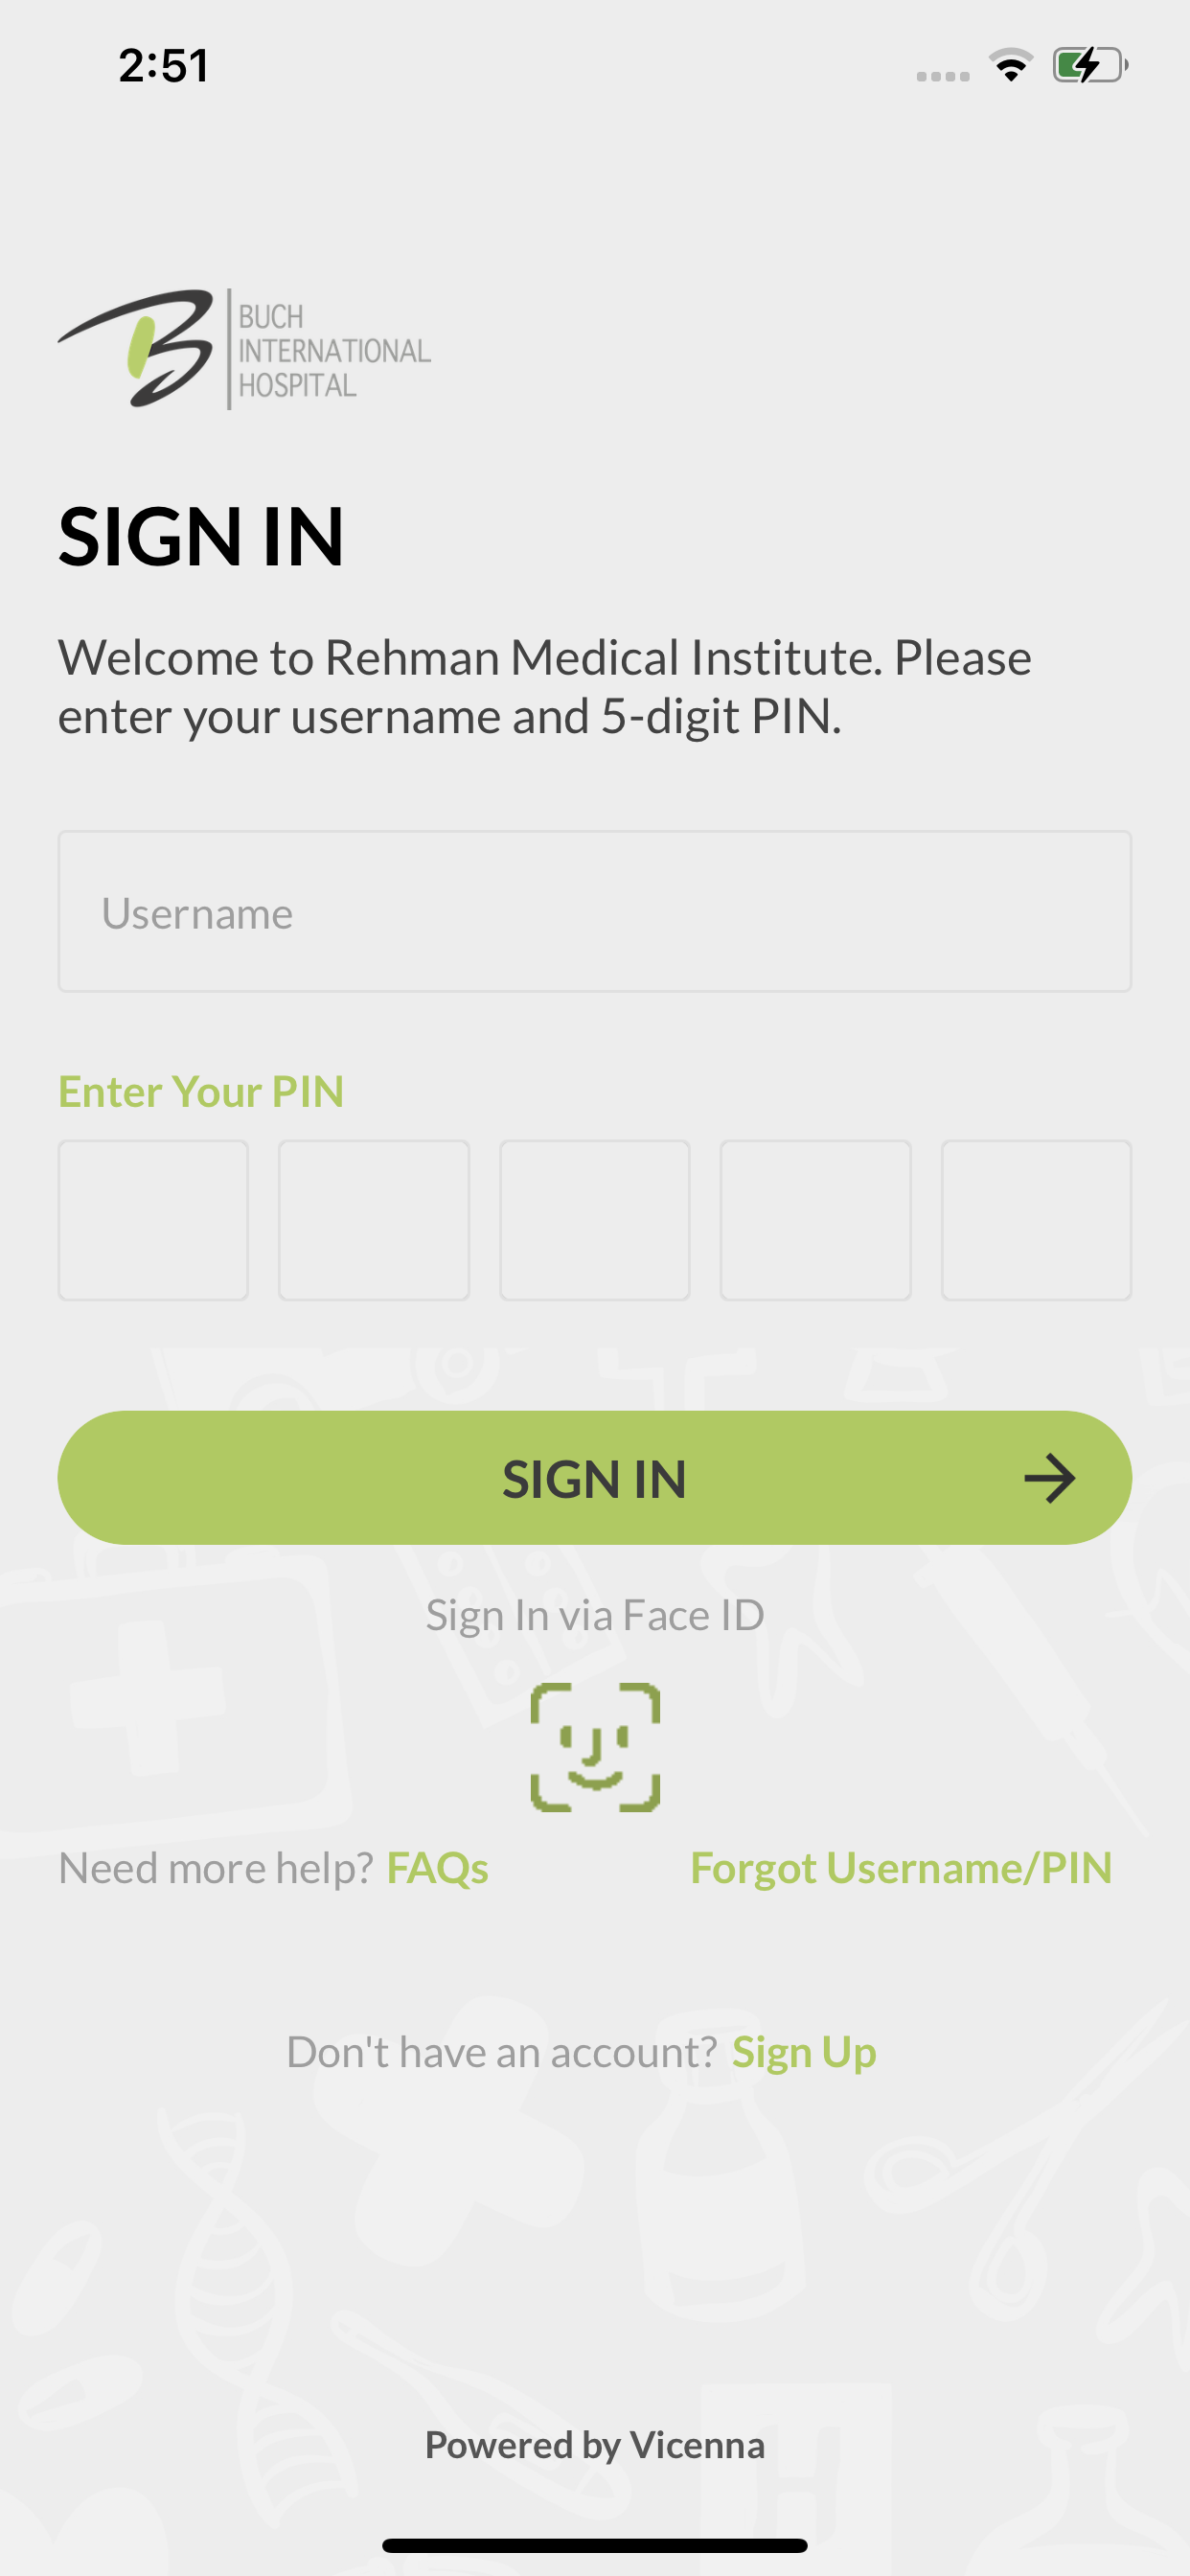 2:51
BUCH
INTERNATIONAL
HOSPITAL
SIGN IN
Welcome to Rehman Medical Institute. Please
enter your username and 5-digit PIN.
Username
Enter Your PIN
SIGN IN
Sign In via Face ID
Need more help? FAQs
Forgot Username/PIN
Don't have an account? Sign Up
Powered by Vicenna